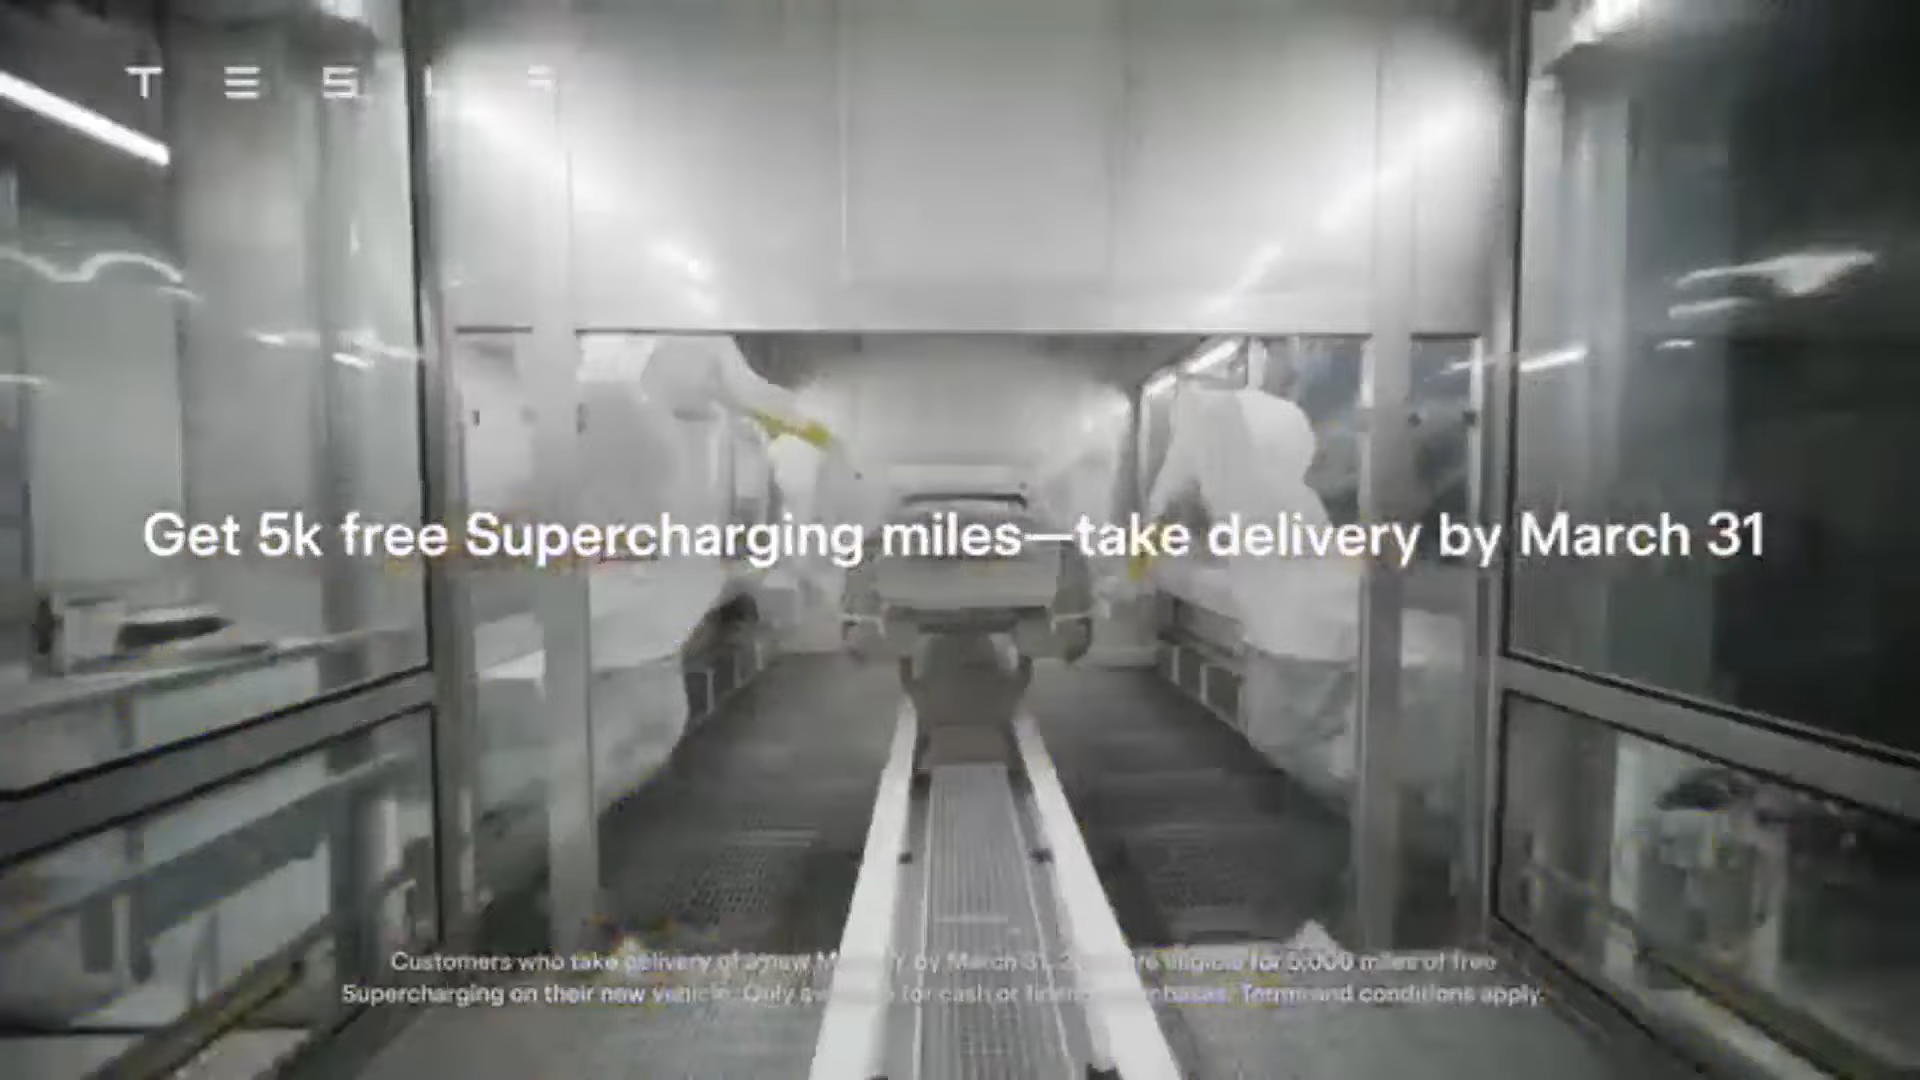 TESLA
Get 5k free Supercharging miles—take delivery by March 31
Customers who take delivery of a new by March 31, are eligible for 5,000 miles of free
Supercharging on their new vehicle. Only for cash or purchases. Terms and conditions apply.